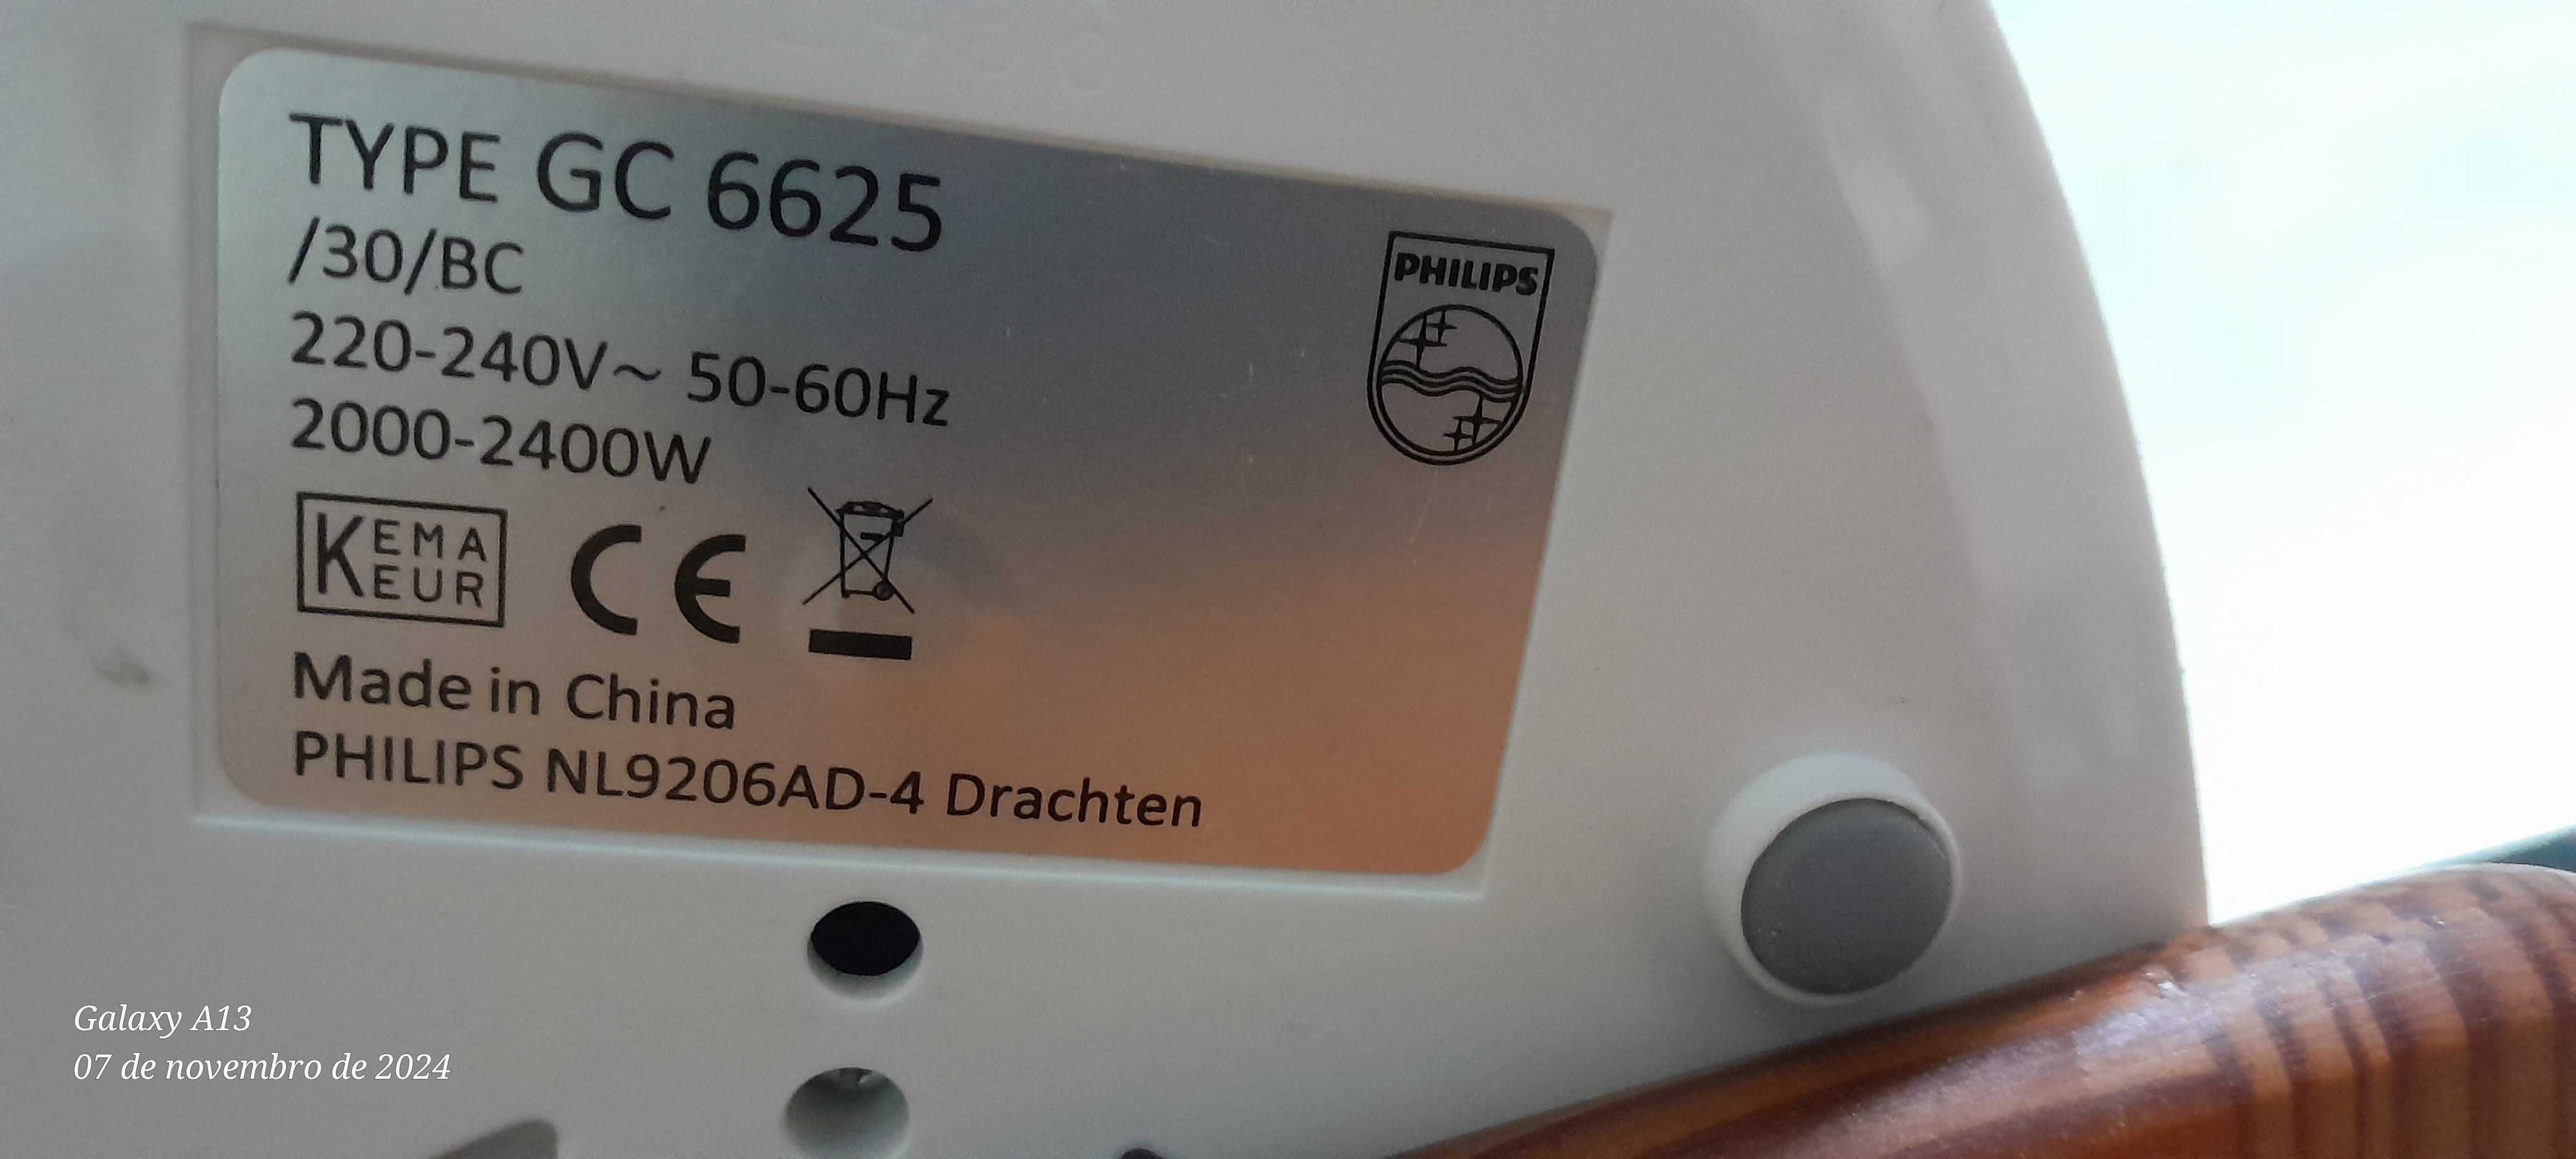 TYPE GC 6625
/30/BC
220-240V~ 50-60Hz
2000-2400W
PHILIPS
KEMA
KEUR
CE
Made in China
PHILIPS NL9206AD-4 Drachten
Galaxy A13
07 de novembro de 2024